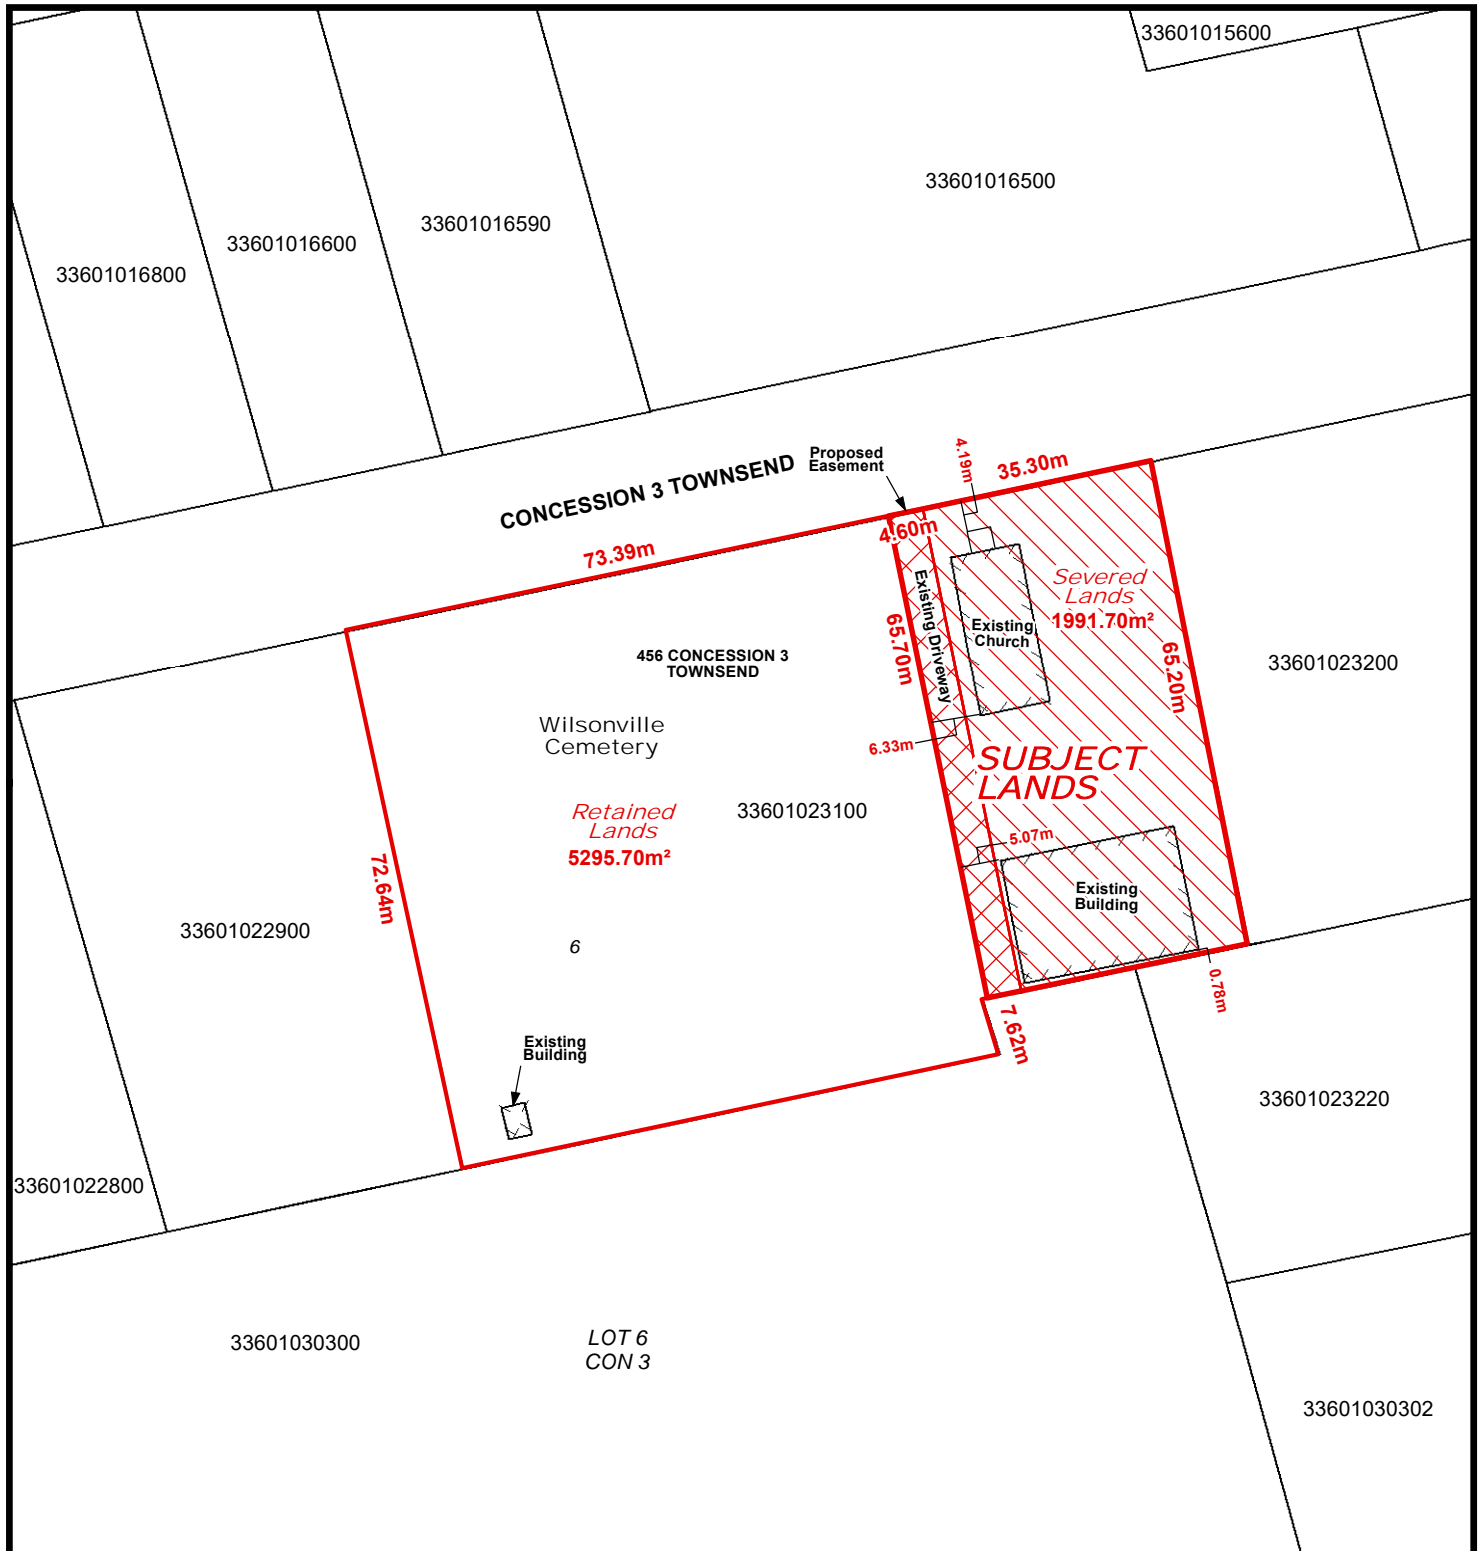 33601015600
33601016500
33601016590
33601016600
33601016800
CONCESSION 3 TOWNSEND
Proposed
Easement
4.19m
35.30m
4.60m
73.39m
Existing Driveway
Severed
Lands
1991.70m²
Existing
Church
65.70m
65.20m
456 CONCESSION 3
TOWNSEND
33601023200
Wilsonville
Cemetery
6.33m
SUBJECT
LANDS
Retained
Lands
5295.70m²
33601023100
5.07m
72.64m
Existing
Building
33601022900
6
0.78m
7.62m
Existing
Building
33601023220
33601022800
33601030300
LOT 6
CON 3
33601030302